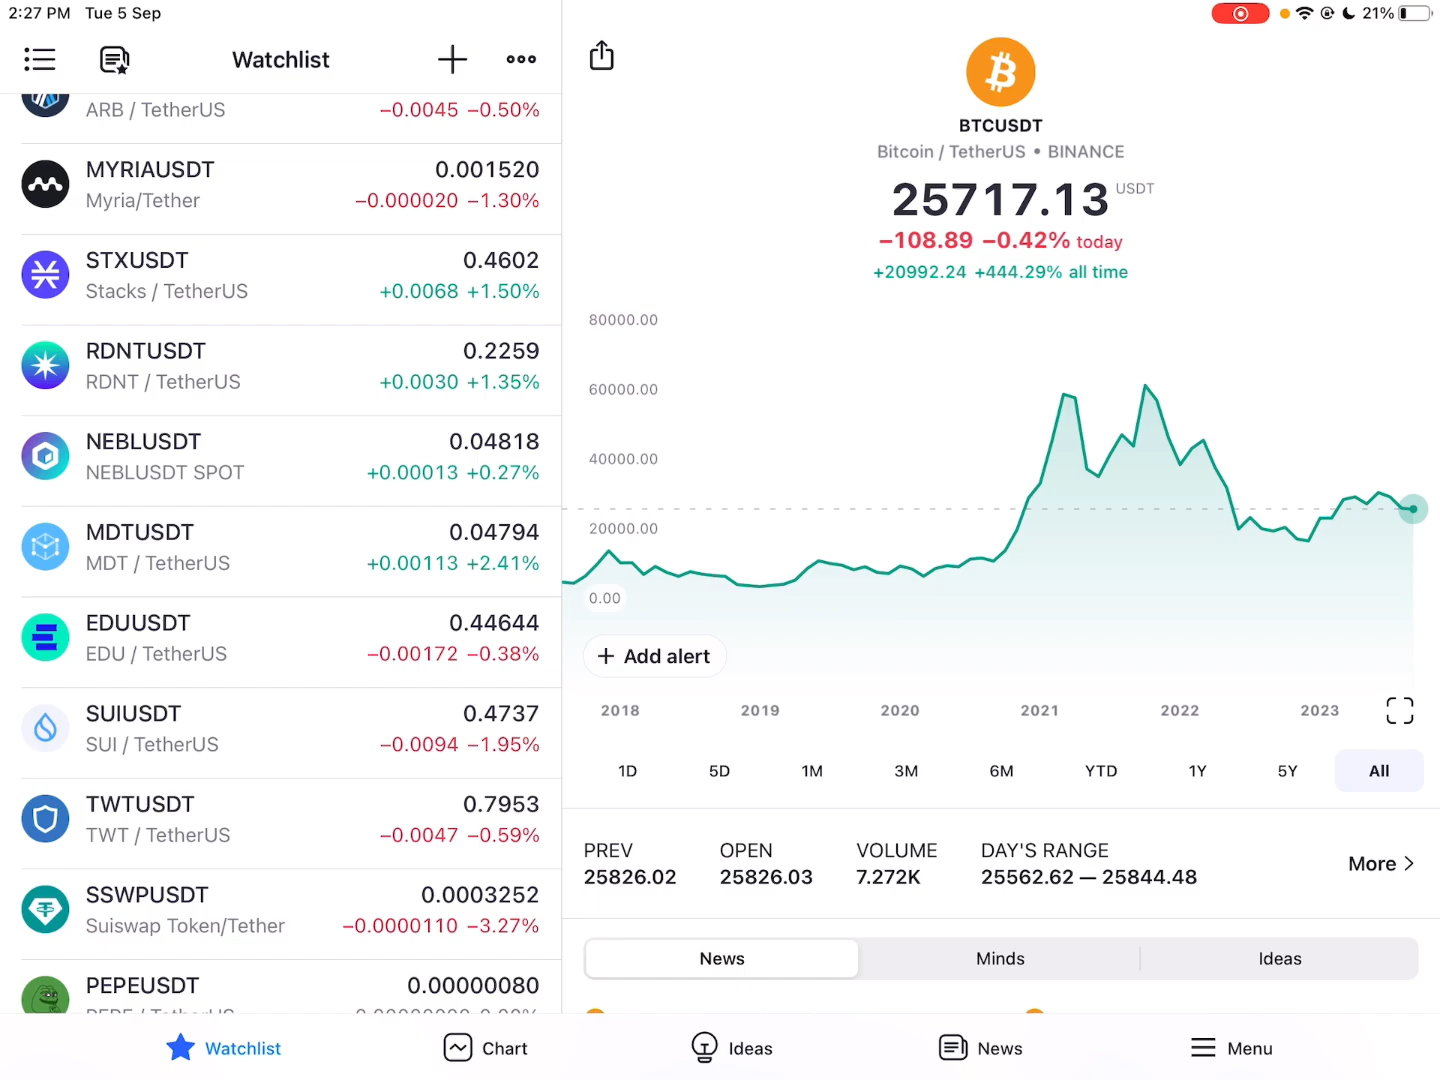 2:27 PM Tue 5 Sep
21%
Watchlist
ARB / TetherUS −0.0045 −0.50%
MYRIAUSDT 0.001520
Myria/Tether −0.000020 −1.30%
STXUSDT 0.4602
Stacks / TetherUS +0.0068 +1.50%
RDNTUSDT 0.2259
RDNT / TetherUS +0.0030 +1.35%
NEBLUSDT 0.04818
NEBLUSDT SPOT +0.00013 +0.27%
MDTUSDT 0.04794
MDT / TetherUS +0.00113 +2.41%
EDUUSDT 0.44644
EDU / TetherUS −0.00172 −0.38%
SUIUSDT 0.4737
SUI / TetherUS −0.0094 −1.95%
TWTUSDT 0.7953
TWT / TetherUS −0.0047 −0.59%
SSWPUSDT 0.0003252
Suiswap Token/Tether −0.0000110 −3.27%
PEPEUSDT 0.00000080
BTCUSDT
Bitcoin / TetherUS • BINANCE
25717.13 USDT
−108.89 −0.42% today
+20992.24 +444.29% all time
80000.00
60000.00
40000.00
20000.00
0.00
+ Add alert
2018 2019 2020 2021 2022 2023
1D 5D 1M 3M 6M YTD 1Y 5Y All
PREV OPEN VOLUME DAY'S RANGE
25826.02 25826.03 7.272K 25562.62 — 25844.48
More >
News Minds Ideas
Watchlist Chart Ideas News Menu